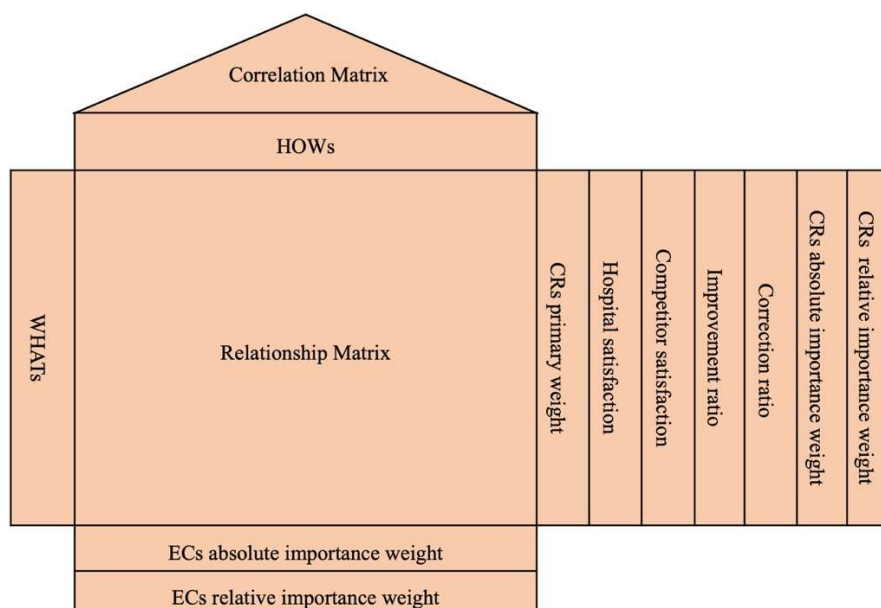 Correlation Matrix
HOWs
WHATs
Relationship Matrix
CRs primary weight
Hospital satisfaction
Competitor satisfaction
Improvement ratio
Correction ratio
CRs absolute importance weight
CRs relative importance weight
ECs absolute importance weight
ECs relative importance weight